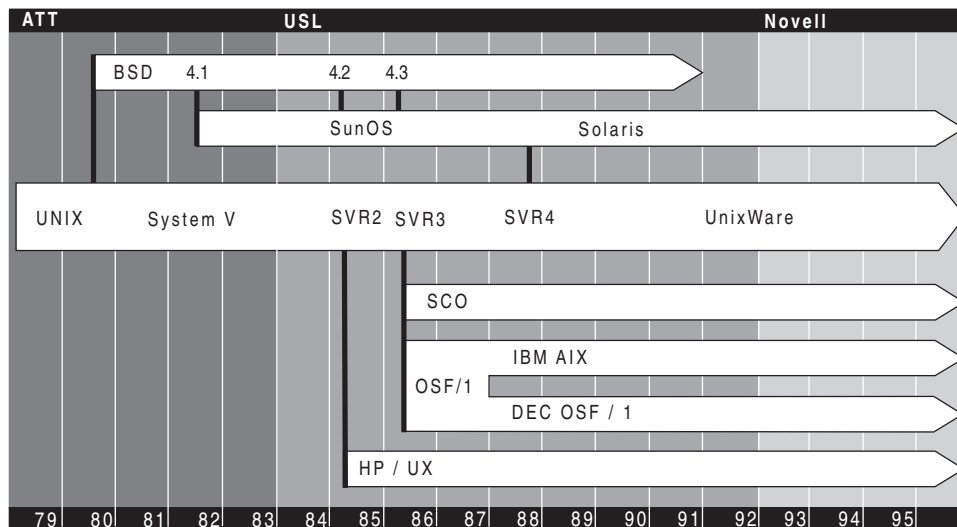 ATT USL Novell
BSD 4.1 4.2 4.3
SunOS Solaris
UNIX System V SVR2 SVR3 SVR4 UnixWare
SCO
IBM AIX
OSF/1
DEC OSF / 1
HP / UX
79 80 81 82 83 84 85 86 87 88 89 90 91 92 93 94 95